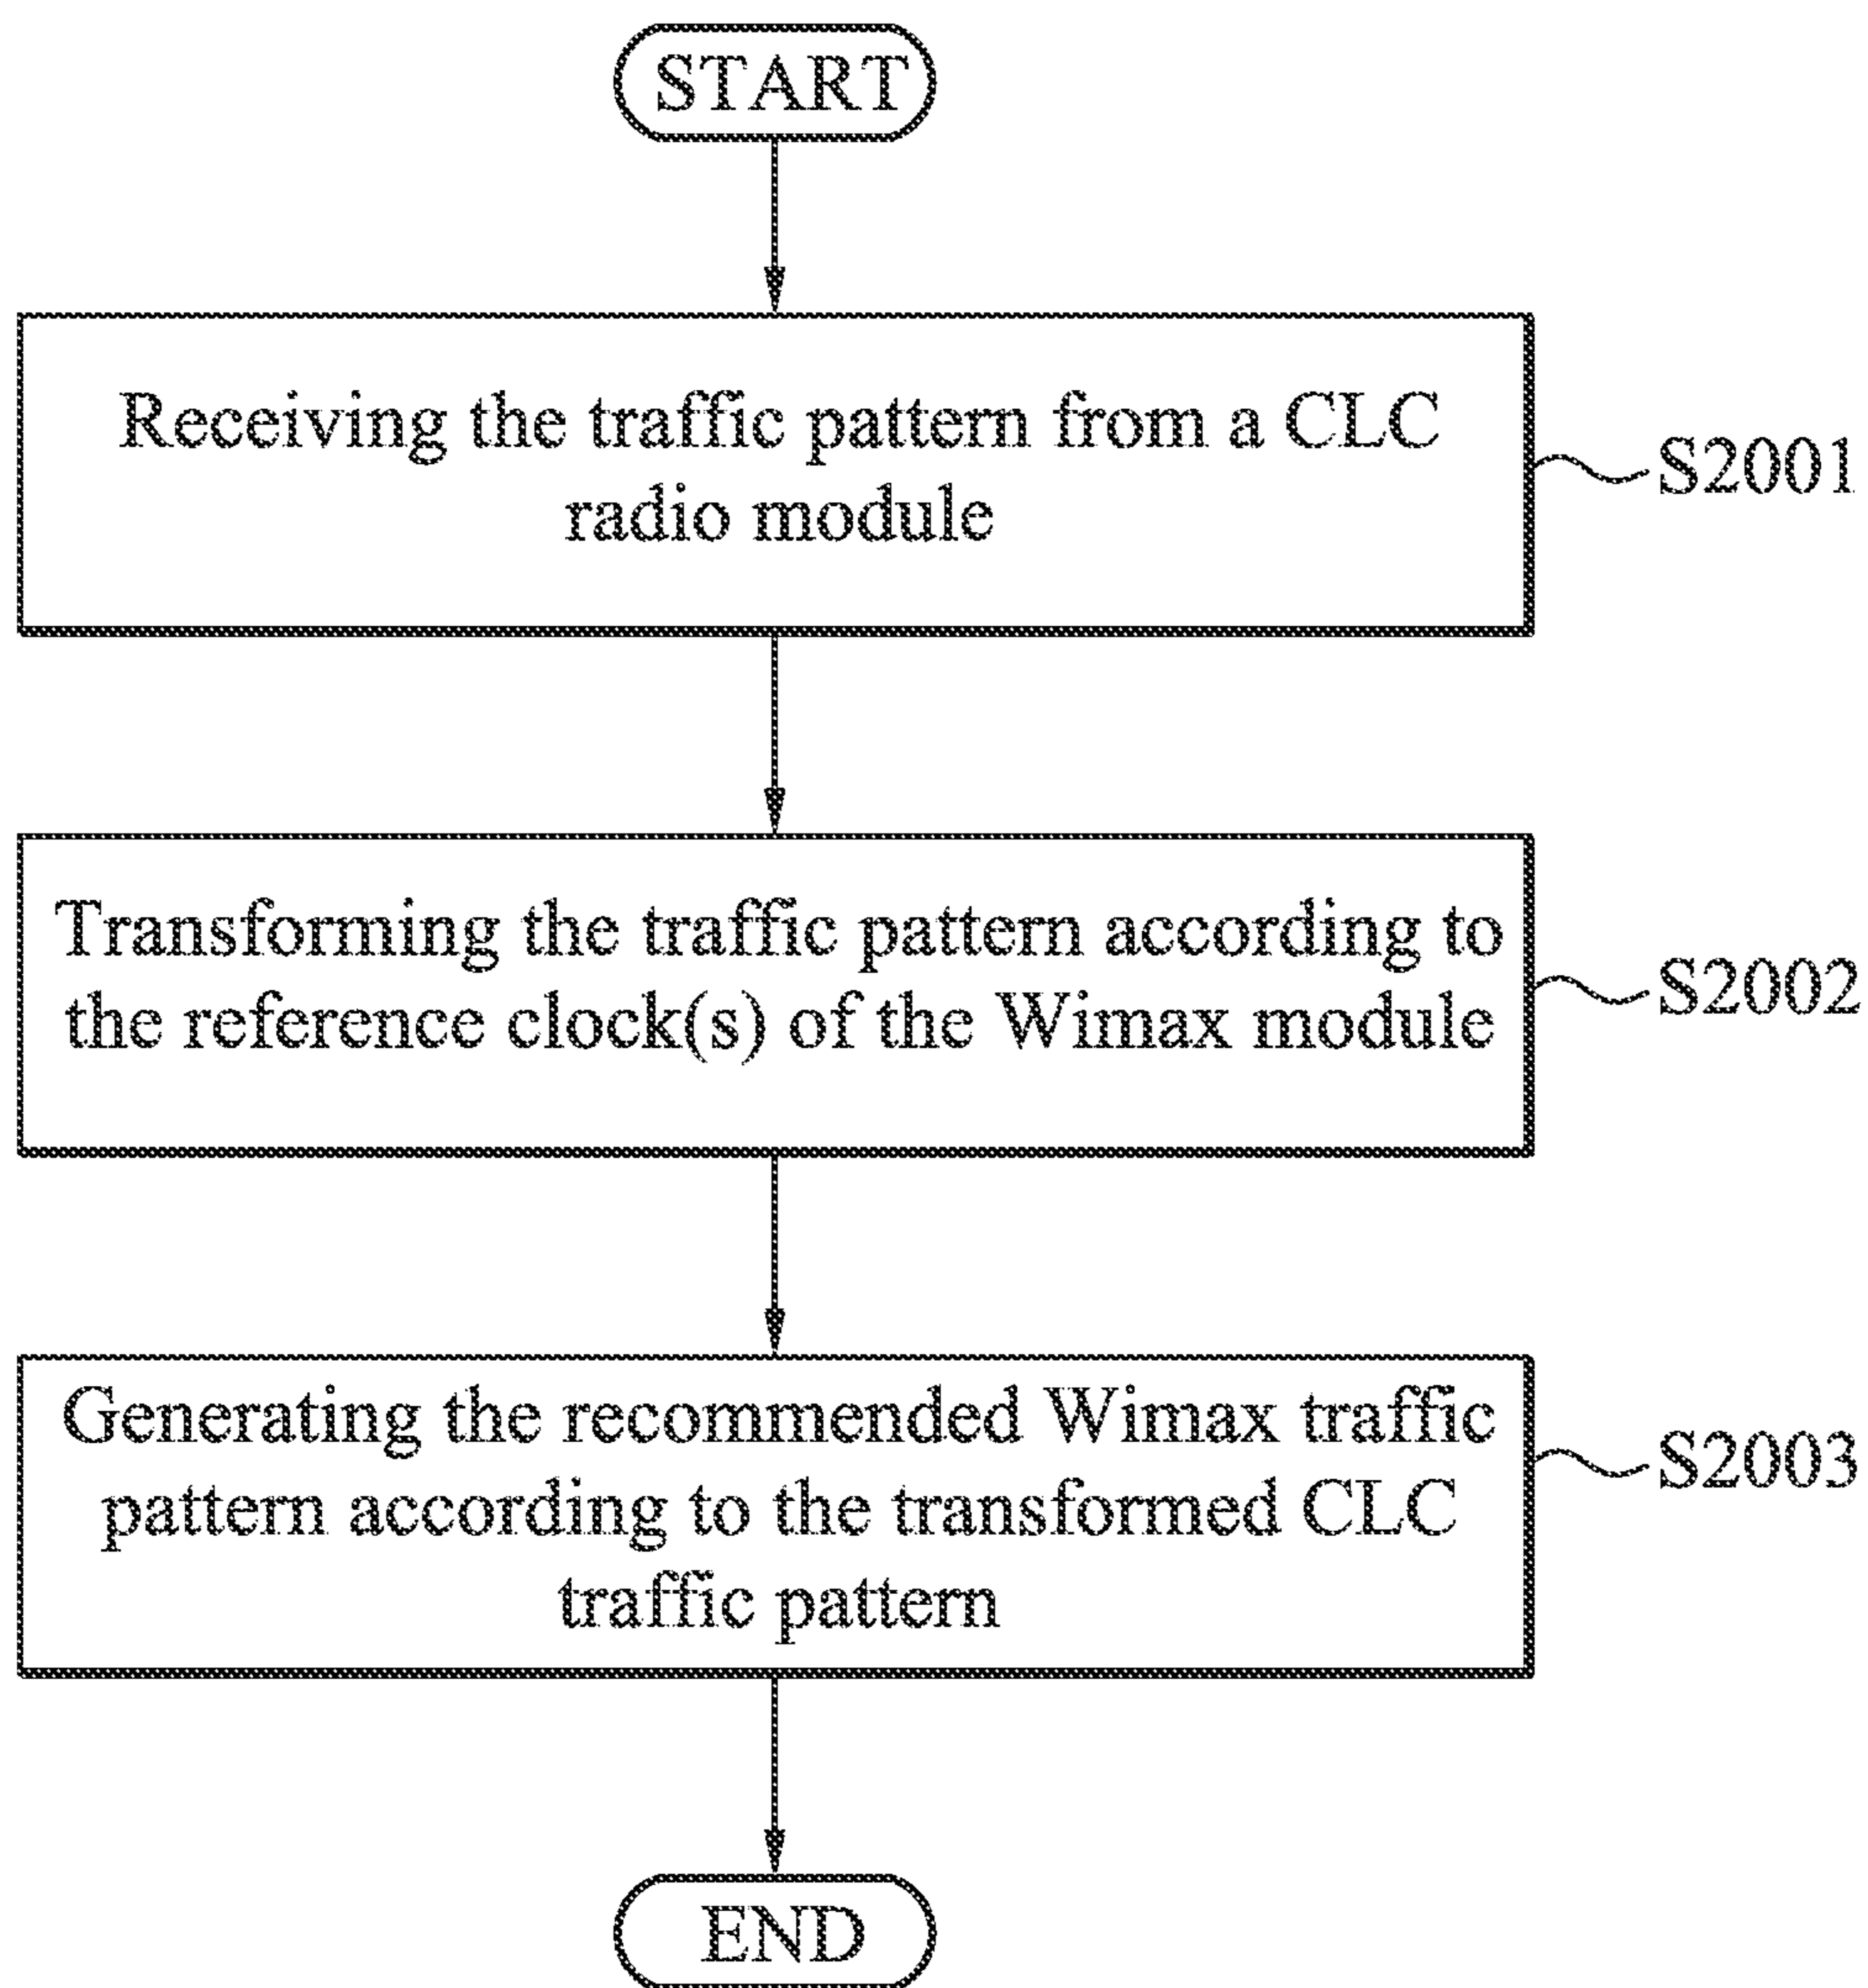 START
Receiving the traffic pattern from a CLC
radio module
S2001
Transforming the traffic pattern according to
the reference clock(s) of the Wimax module
S2002
Generating the recommended Wimax traffic
pattern according to the transformed CLC
traffic pattern
S2003
END